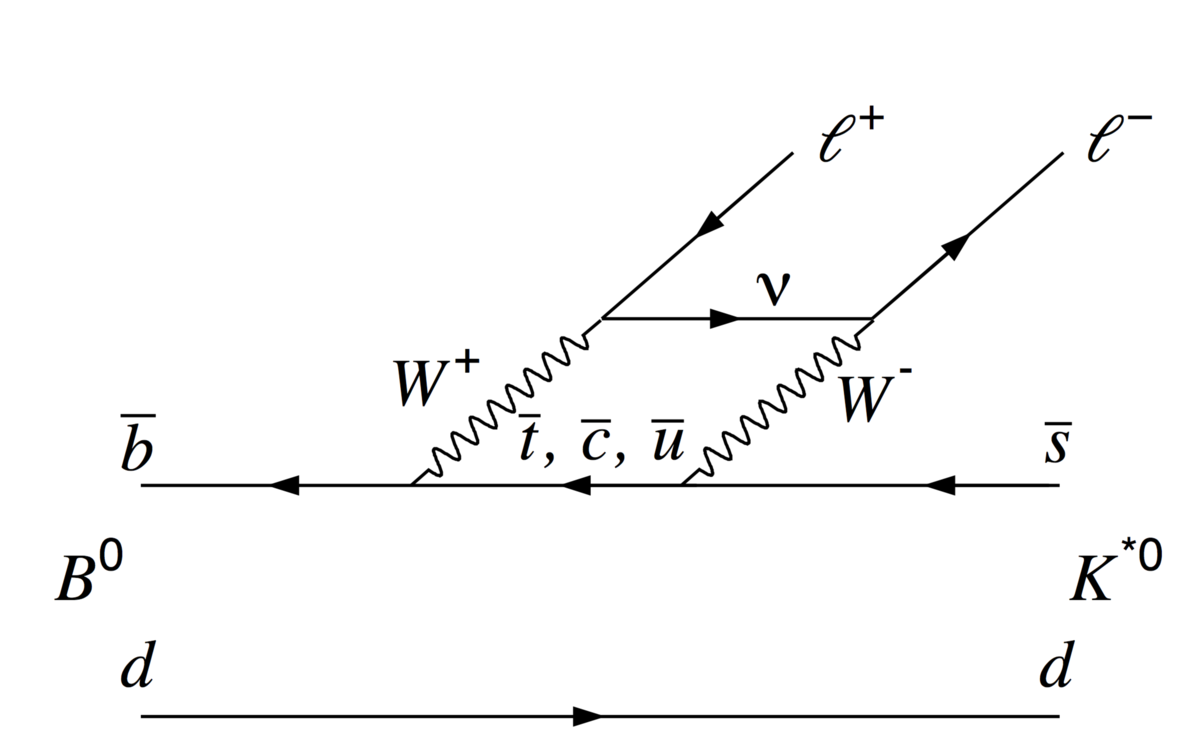 ℓ⁺ ℓ⁻
ν
W⁺ W⁻
b̅ t̅, c̅, u̅ s̅
B⁰ K*⁰
d d